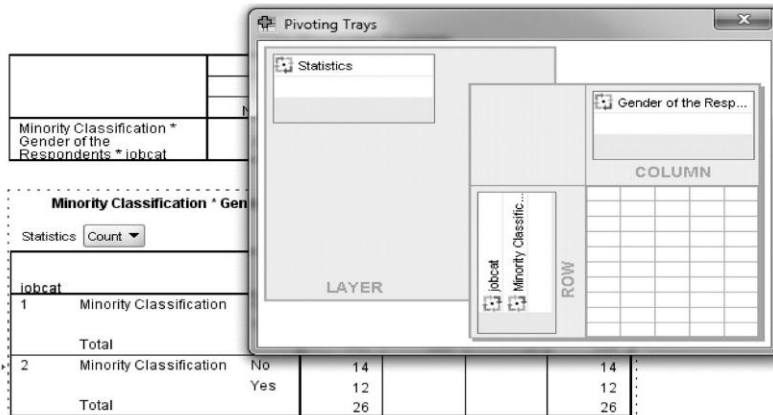 Pivoting Trays
Statistics
Gender of the Resp...
COLUMN
jobcat
Minority Classific...
ROW
LAYER
Minority Classification *
Gender of the
Respondents * jobcat
Minority Classification * Gen
Statistics Count
jobcat
1 Minority Classification
Total
2 Minority Classification No 14 14
Yes 12 12
Total 26 26